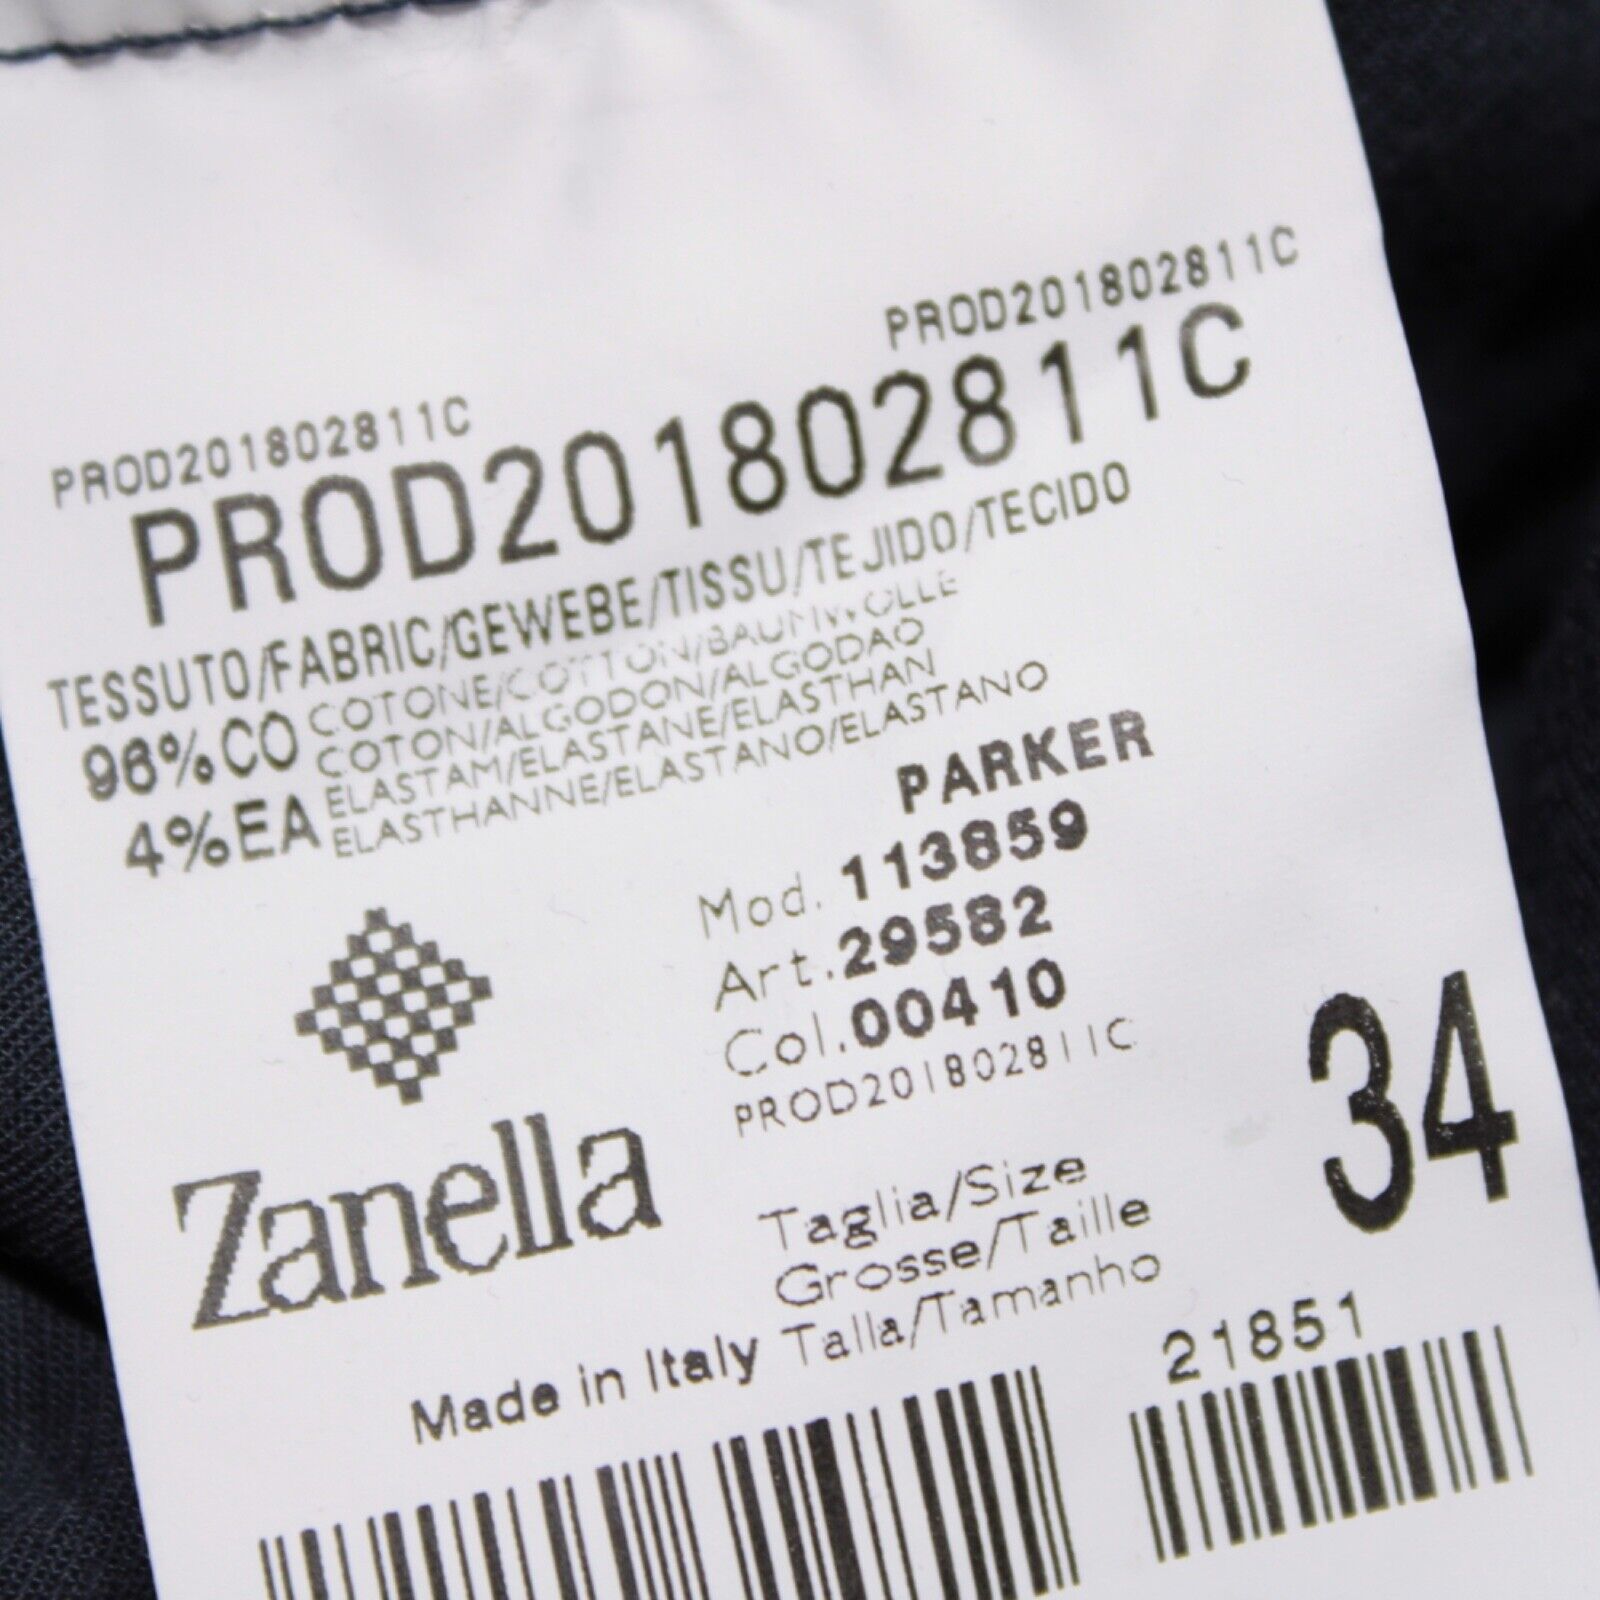 PROD201802811C
PROD201802811C
PROD201802811C
TESSUTO/FABRIC/GEWEBE/TISSU/TEJIDO/TECIDO
96%CO COTONE/COTTON/BAUMWOLLE
COTON/ALGODON/ALGODAO
4%EA ELASTAM/ELASTANE/ELASTHAN
ELASTHANNE/ELASTANO/ELASTANO
PARKER
Mod. 113859
Art. 29582
Col. 00410
PROD201802811C
Zanella
34
Taglia/Size
Grosse/Taille
Talla/Tamanho
Made in Italy
21851